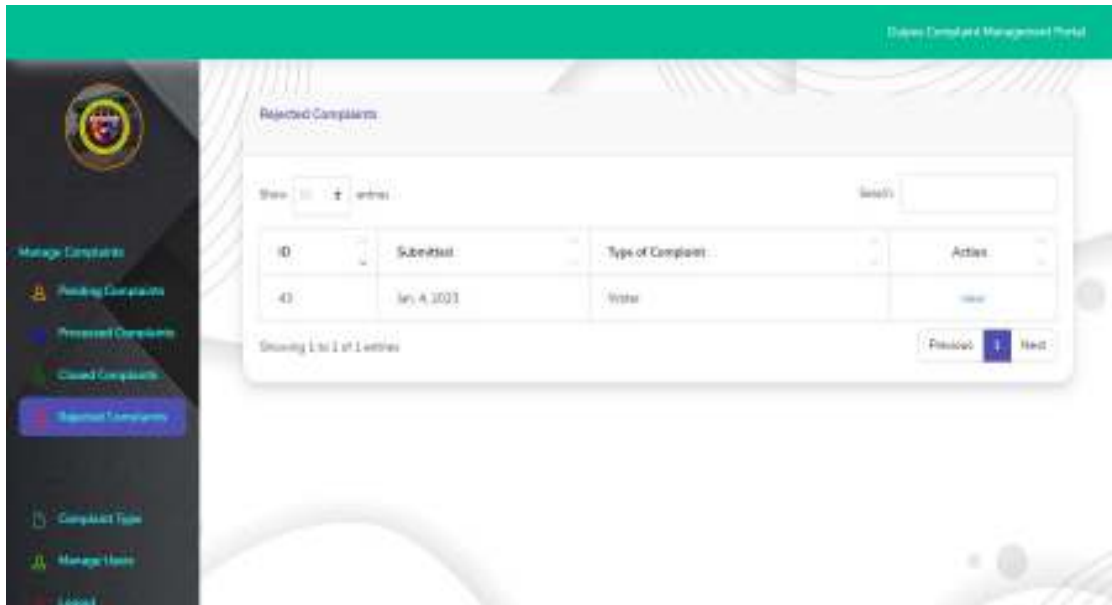 Complaint Management Portal
Rejected Complaints
Show entries
Search:
ID Submitted Type of Complaint Action
43 Jan. 4, 2023 Water view
Showing 1 to 1 of 1 entries
Previous 1 Next
Manage Complaints
Pending Complaints
Processed Complaints
Closed Complaints
Rejected Complaints
Complaint Type
Manage Users
Logout